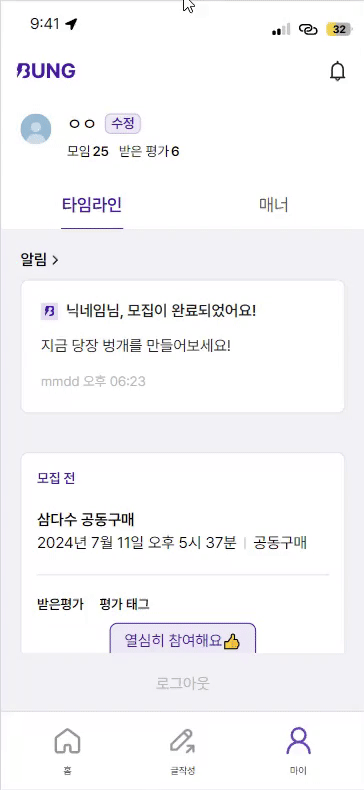 9:41
32
BUNG
ㅇㅇ 수정
모임 25 받은 평가 6
타임라인 매너
알림 >
닉네임님, 모집이 완료되었어요!
지금 당장 벙개를 만들어보세요!
mmdd 오후 06:23
모집 전
삼다수 공동구매
2024년 7월 11일 오후 5시 37분 | 공동구매
받은평가 평가 태그
열심히 참여해요👍
로그아웃
홈 글작성 마이